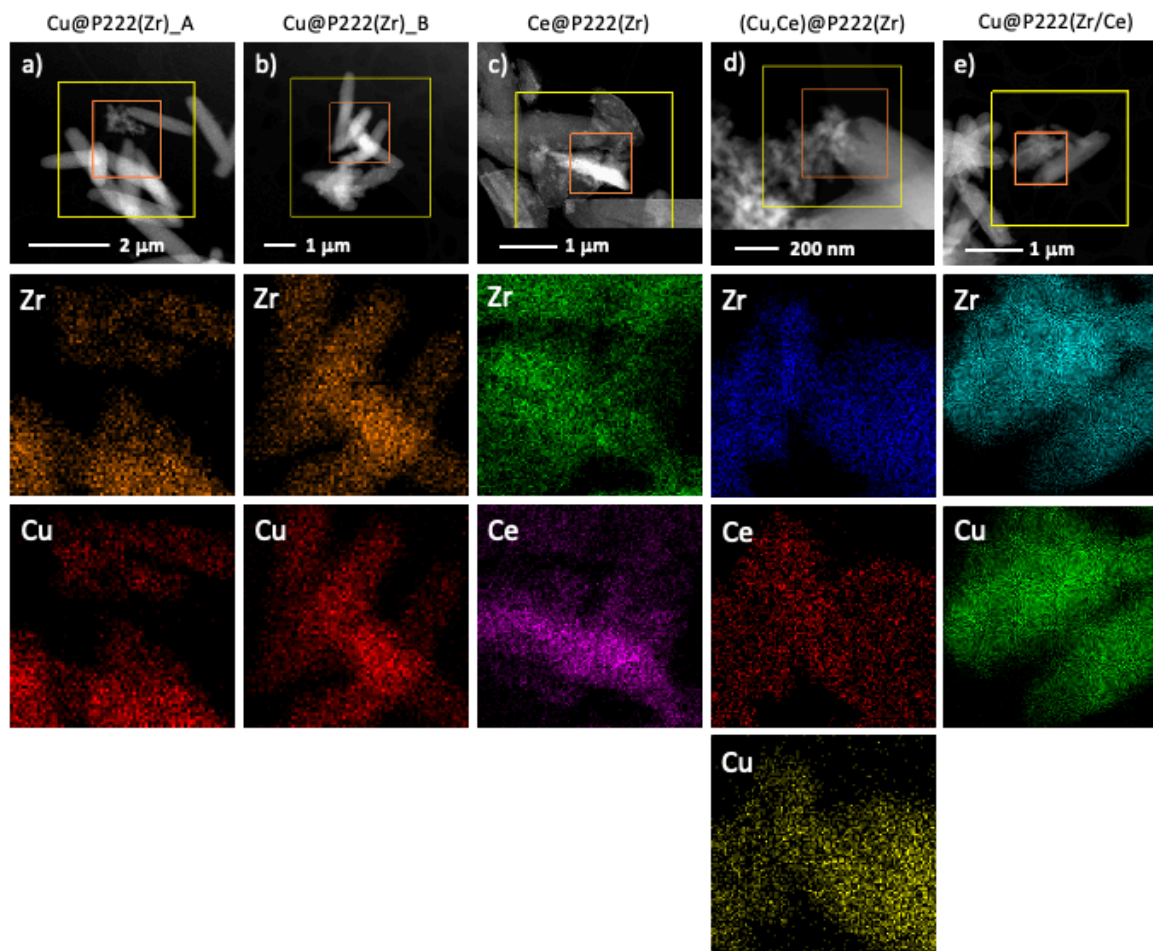 Cu@P222(Zr)_A Cu@P222(Zr)_B Ce@P222(Zr) (Cu,Ce)@P222(Zr) Cu@P222(Zr/Ce)
a) b) c) d) e)
2 μm 1 μm 1 μm 200 nm 1 μm
Zr Zr Zr Zr Zr
Cu Cu Ce Ce Cu
Cu